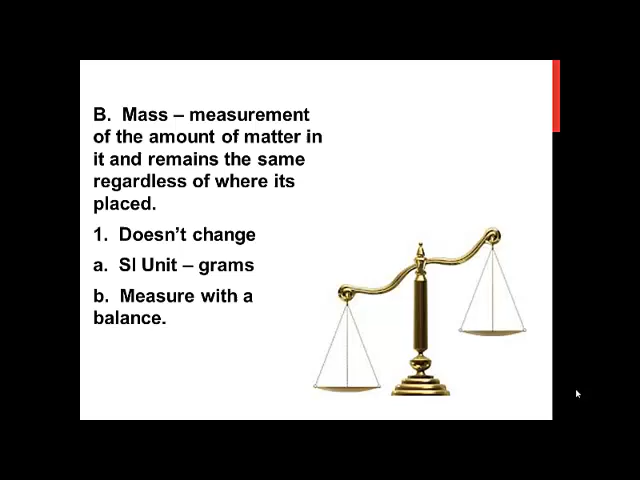 B.  Mass – measurement
of the amount of matter in
it and remains the same
regardless of where its
placed.
1.  Doesn’t change
a.  SI Unit – grams
b.  Measure with a
balance.